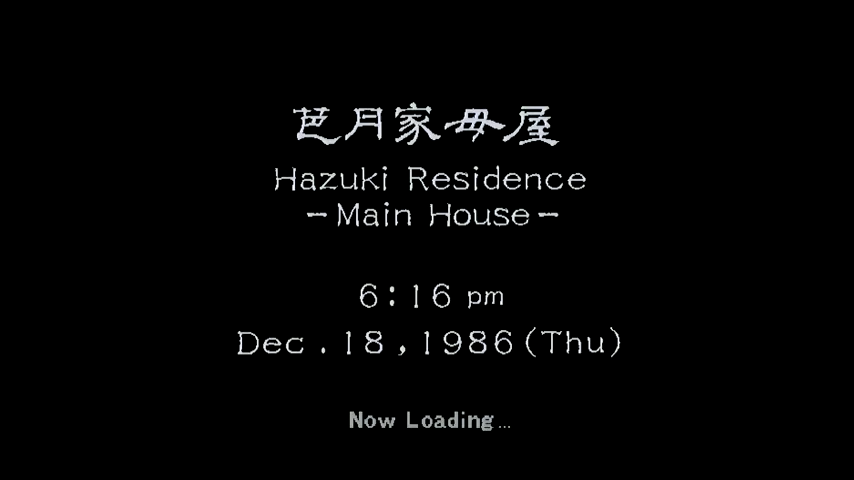 芭月家母屋
Hazuki Residence
-Main House-
6:16 pm
Dec.18,1986(Thu)
Now Loading...